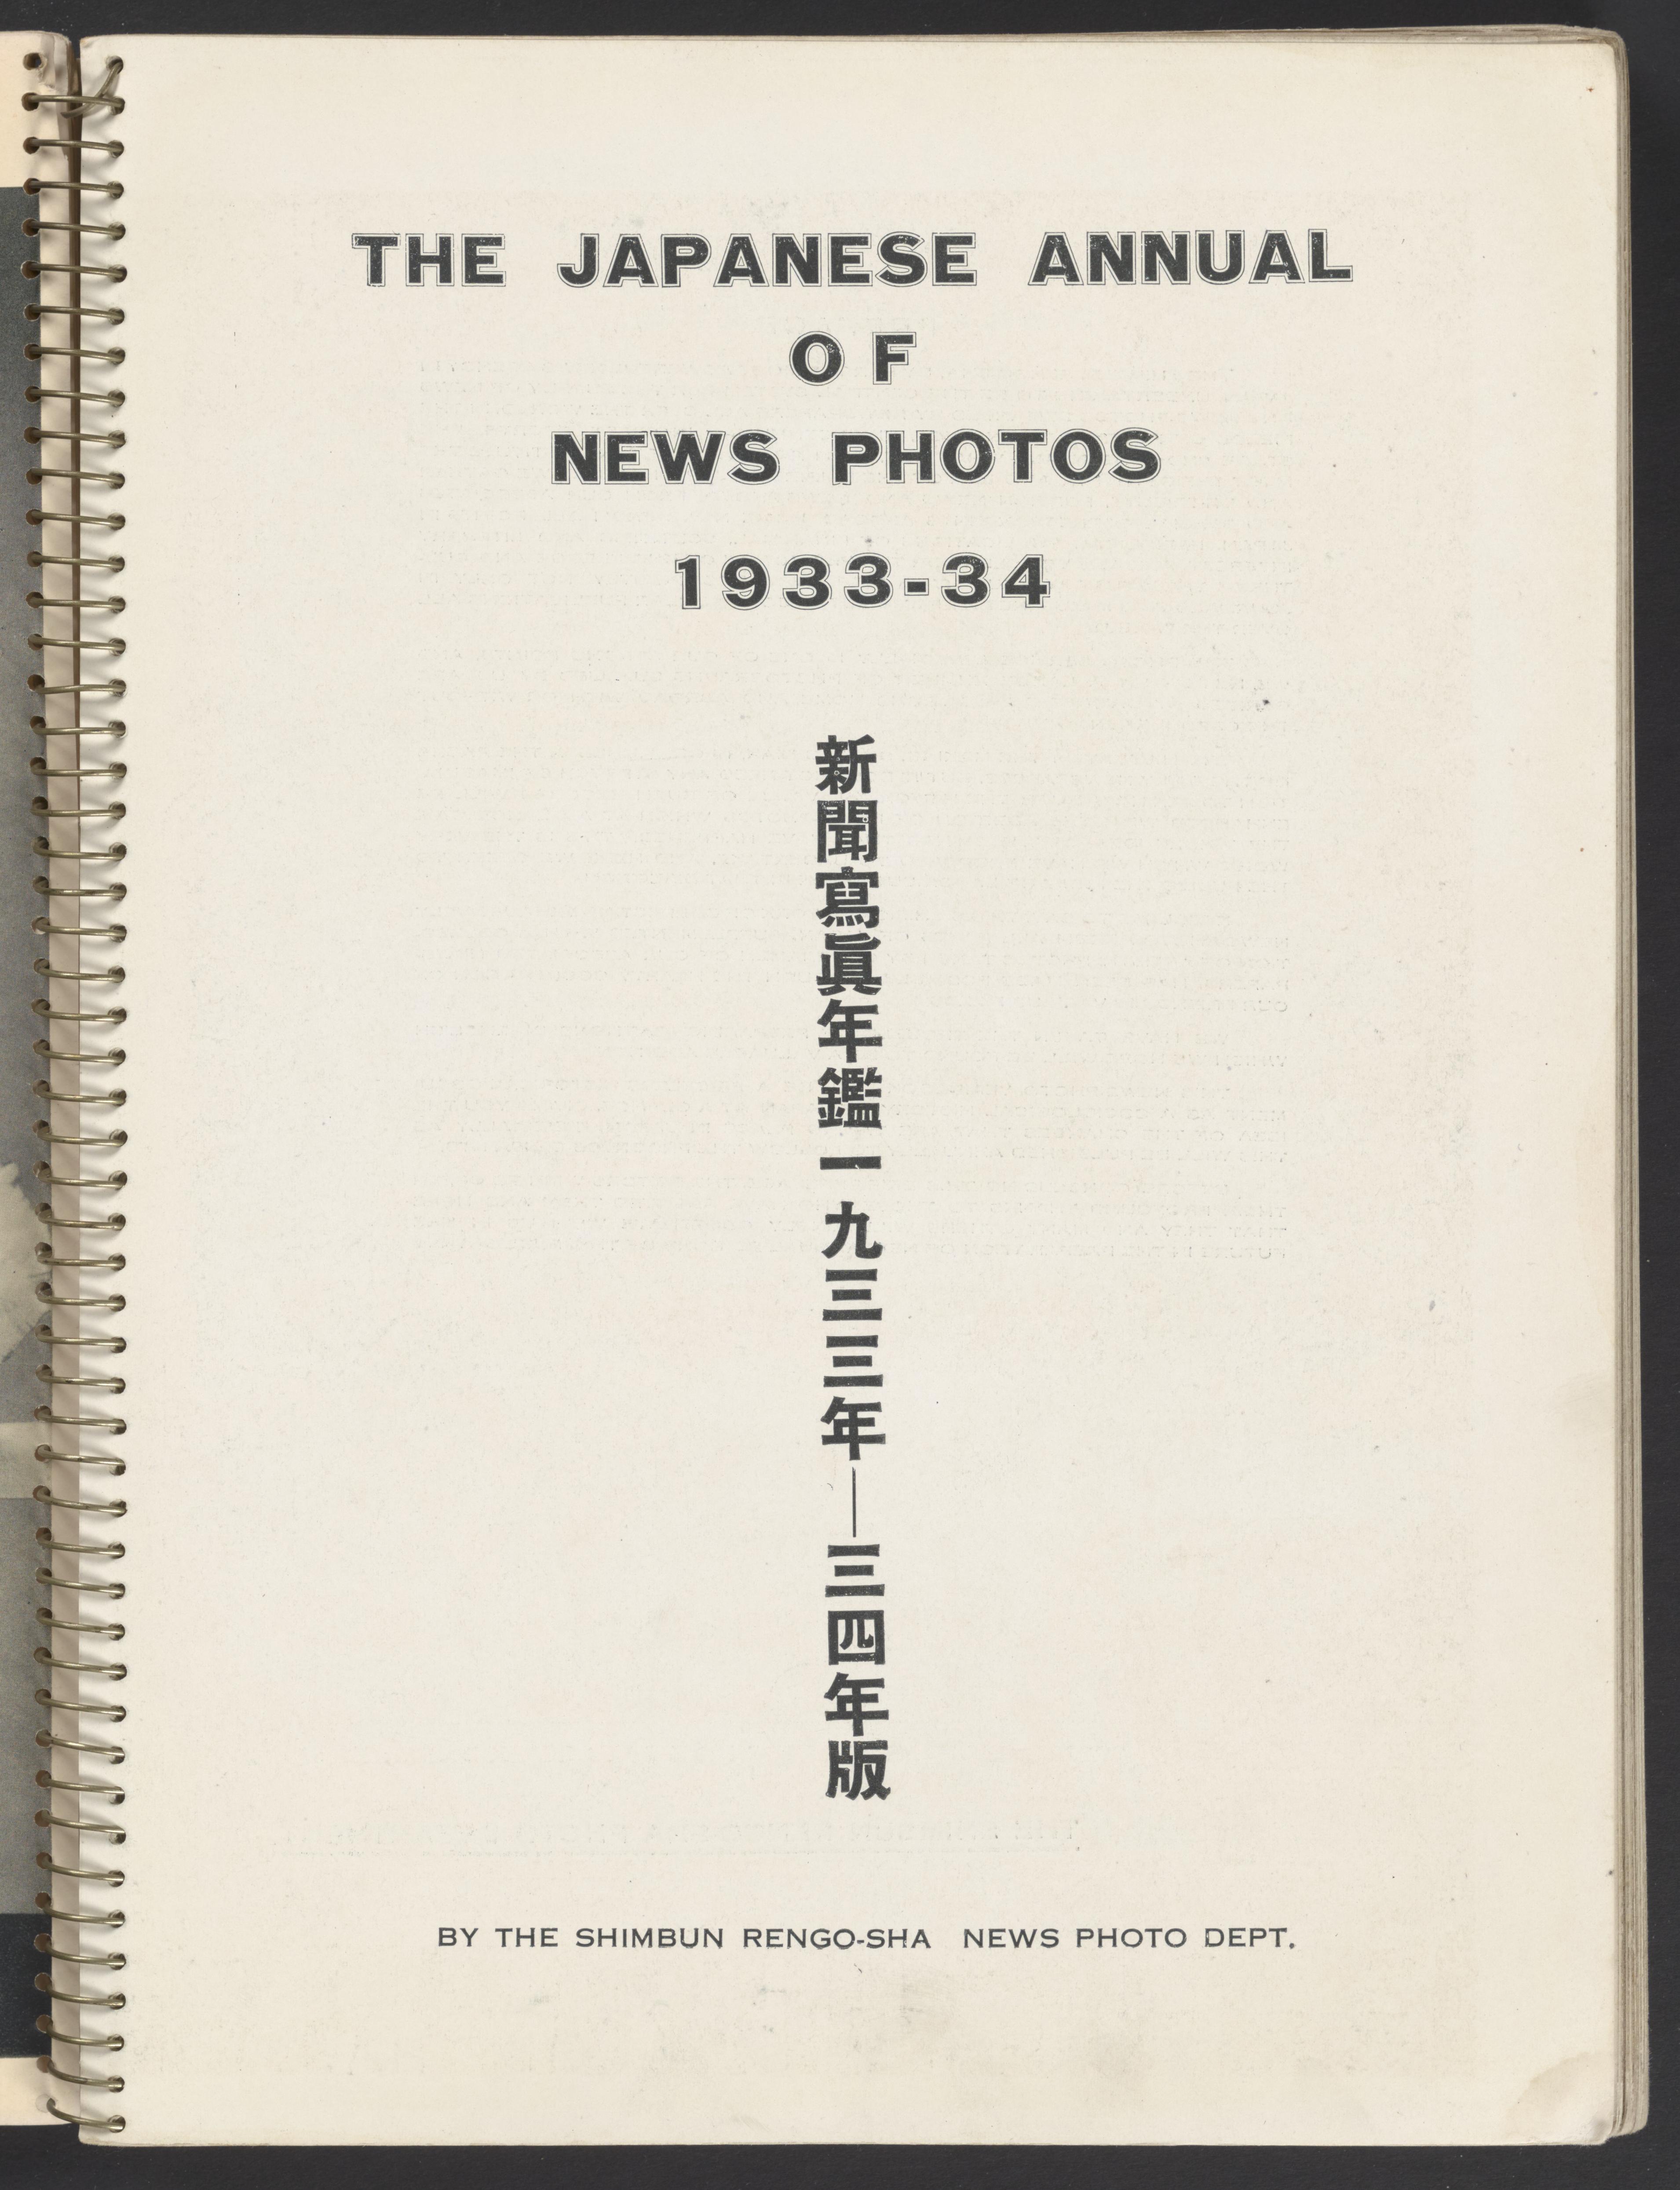 THE JAPANESE ANNUAL
OF
NEWS PHOTOS
1933-34
新聞寫眞年鑑一九三三年—三四年版
BY THE SHIMBUN RENGO-SHA NEWS PHOTO DEPT.